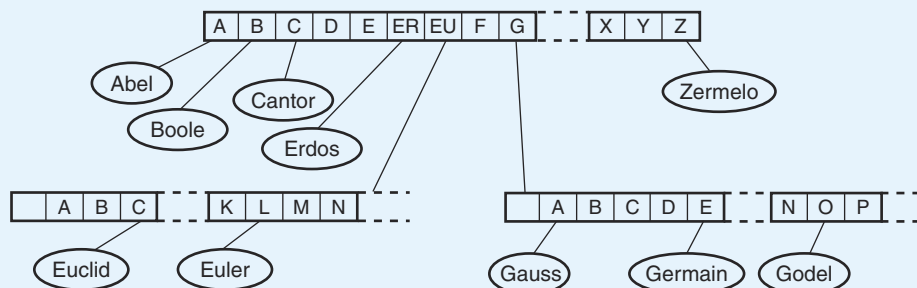 A B C D E ER EU F G X Y Z
Abel
Cantor
Zermelo
Boole
Erdos
A B C K L M N A B C D E N O P
Euclid Euler Gauss Germain Godel